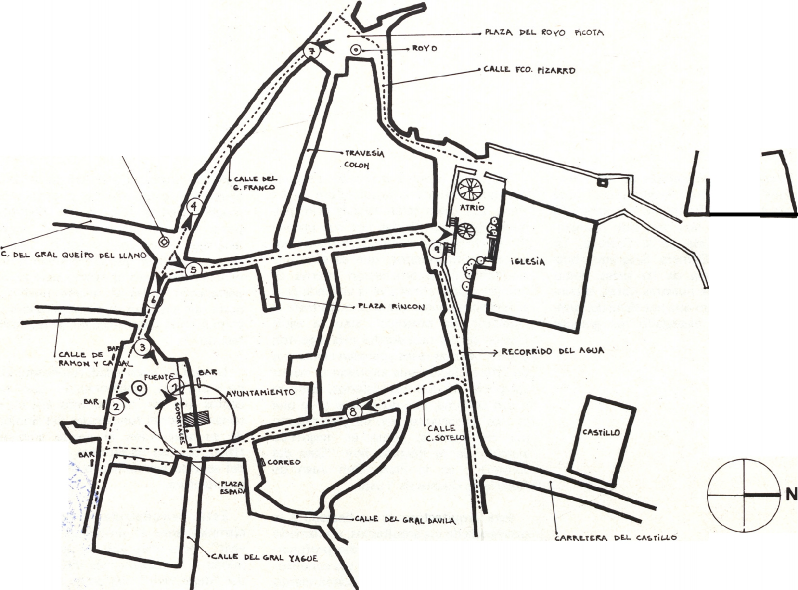 PLAZA DEL ROYO PICOTA
ROYO
7
CALLE FCO. PIZARRO
TRAVESIA
COLON
CALLE DEL
G. FRANCO
4
ATRIO
C. DEL GRAL QUEIPO DEL LLANO
9
IGLESIA
5
6
PLAZA RINCON
CALLE DE
RAMON Y CAJAL
BAR
3
RECORRIDO DEL AGUA
FUENTE
BAR
1
0
AYUNTAMIENTO
BAR
2
SOPORTALES
8
CALLE
C. SOTELO
CASTILLO
BAR
CORREO
PLAZA
ESPAÑA
N
CALLE DEL GRAL DAVILA
CARRETERA DEL CASTILLO
CALLE DEL GRAL YAGUE